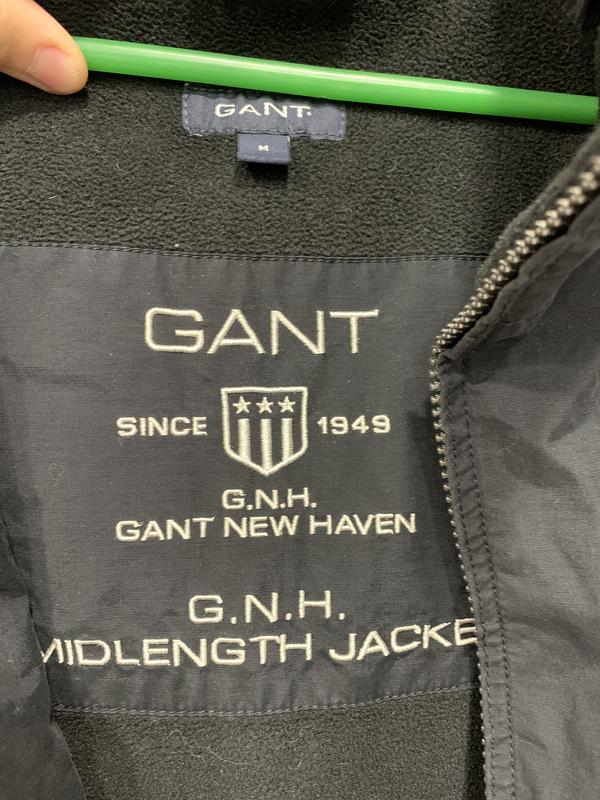 GANT
M
GANT
SINCE 1949
G.N.H.
GANT NEW HAVEN
G.N.H.
MIDLENGTH JACKE